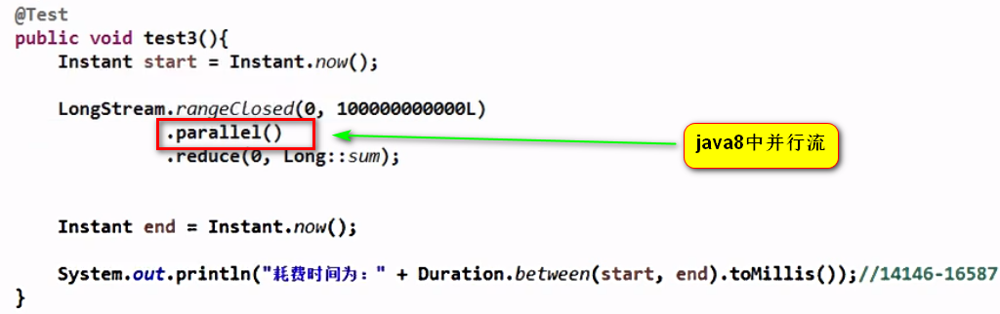 @Test
public void test3(){
Instant start = Instant.now();
LongStream.rangeClosed(0, 100000000000L)
.parallel()
.reduce(0, Long::sum);
java8中并行流
Instant end = Instant.now();
System.out.println("耗费时间为：" + Duration.between(start, end).toMillis());//14146-16587
}